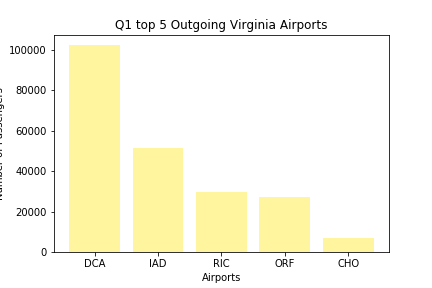 Q1 top 5 Outgoing Virginia Airports
Number of Passengers
100000
80000
60000
40000
20000
0
DCA IAD RIC ORF CHO
Airports